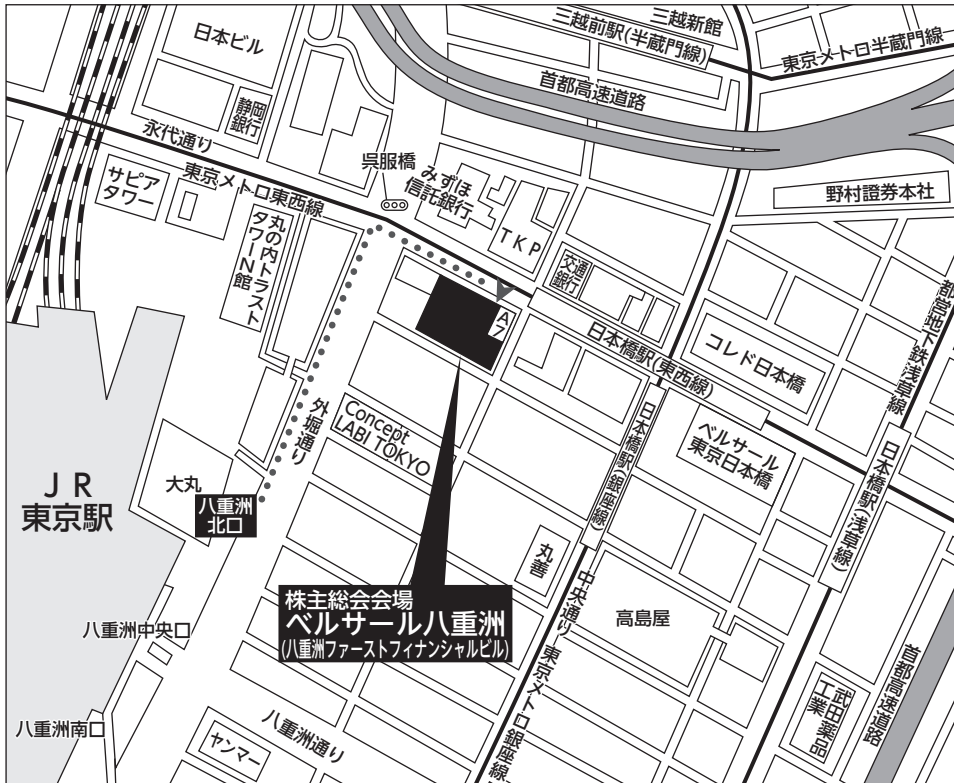 三越新館
三越前駅(半蔵門線)
東京メトロ半蔵門線
首都高速道路
日本ビル
静岡
銀行
永代通り
呉服橋
東京メトロ東西線
みずほ
信託銀行
サピア
タワー
野村證券本社
TKP
交通
銀行
丸の内トラスト
タワーN館
A7
日本橋駅(東西線)
コレド日本橋
都営地下鉄浅草線
外堀通り
Concept
LABI TOKYO
日本橋駅(銀座線)
ベルサール
東京日本橋
日本橋駅(浅草線)
JR
東京駅
大丸
八重洲
北口
丸善
株主総会会場
ベルサール八重洲
(八重洲ファーストフィナンシャルビル)
中央通り
高島屋
八重洲中央口
東京メトロ銀座線
首都高速道路
武田薬品
工業
八重洲南口
八重洲通り
ヤンマー